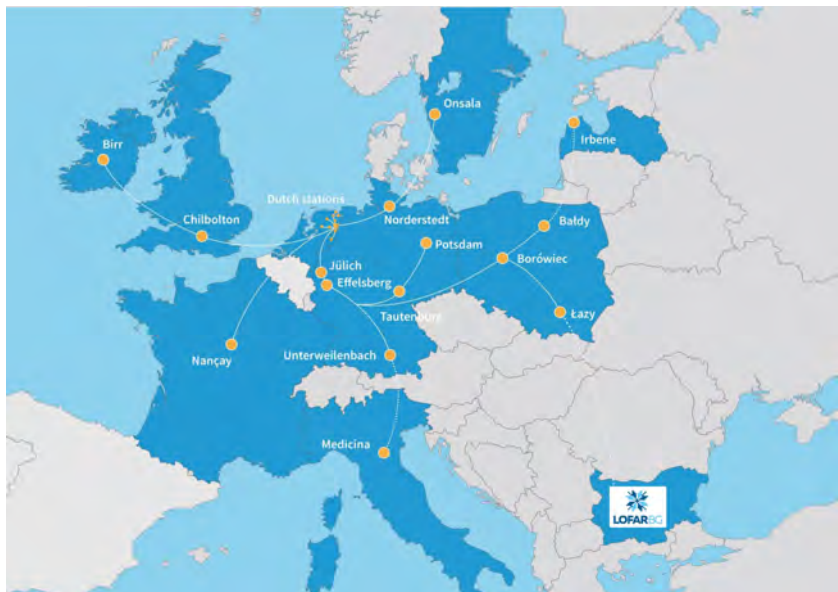 Onsala
Birr
Irbene
Dutch stations
Chilbolton
Norderstedt
Bałdy
Potsdam
Borówiec
Jülich
Effelsberg
Tautenburg
Łazy
Nançay
Unterweilenbach
Medicina
LOFAR BG